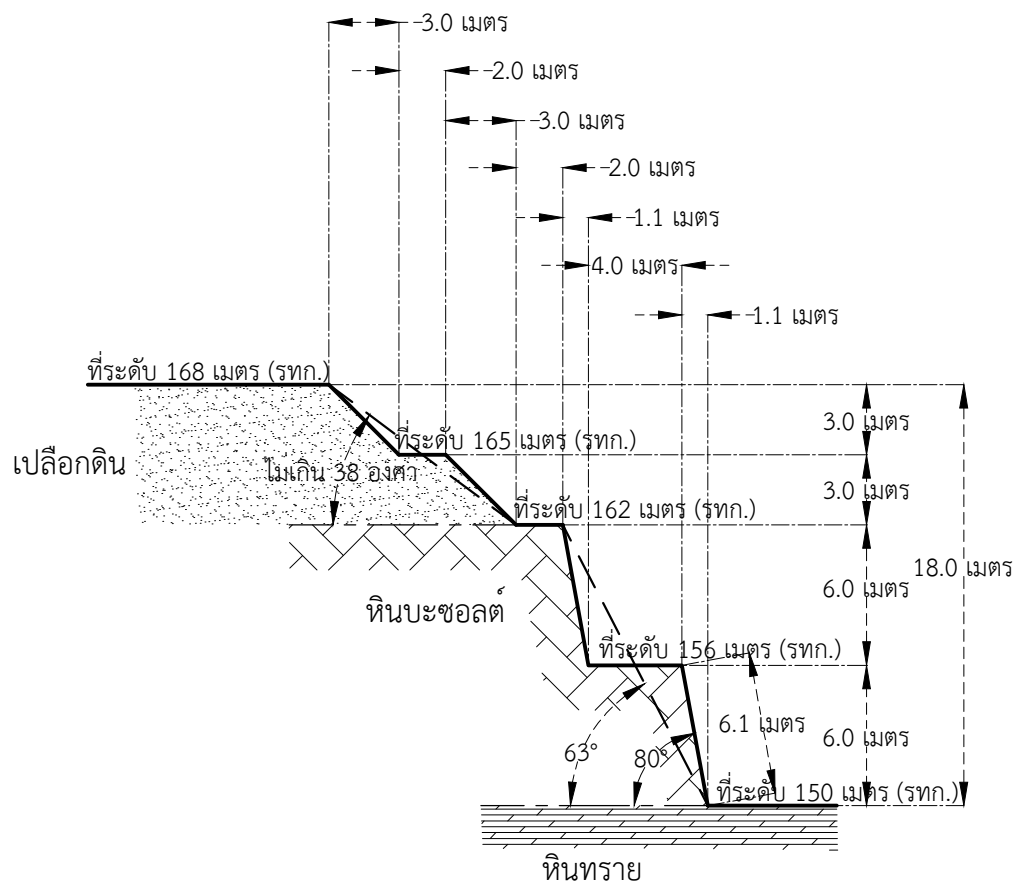 3.0 เมตร
2.0 เมตร
3.0 เมตร
2.0 เมตร
1.1 เมตร
4.0 เมตร
1.1 เมตร
ที่ระดับ 168 เมตร (รทก.)
3.0 เมตร
ที่ระดับ 165 เมตร (รทก.)
เปลือกดิน
ไม่เกิน 38 องศา
3.0 เมตร
ที่ระดับ 162 เมตร (รทก.)
18.0 เมตร
6.0 เมตร
หินบะซอลต์
ที่ระดับ 156 เมตร (รทก.)
6.1 เมตร
6.0 เมตร
63°
80°
ที่ระดับ 150 เมตร (รทก.)
หินทราย